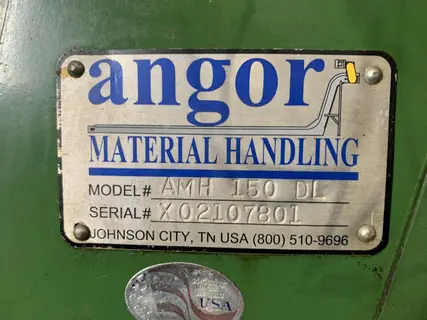 angor
MATERIAL HANDLING
MODEL# AMH 150 DL
SERIAL# X02107801
JOHNSON CITY, TN USA (800) 510-9696
USA